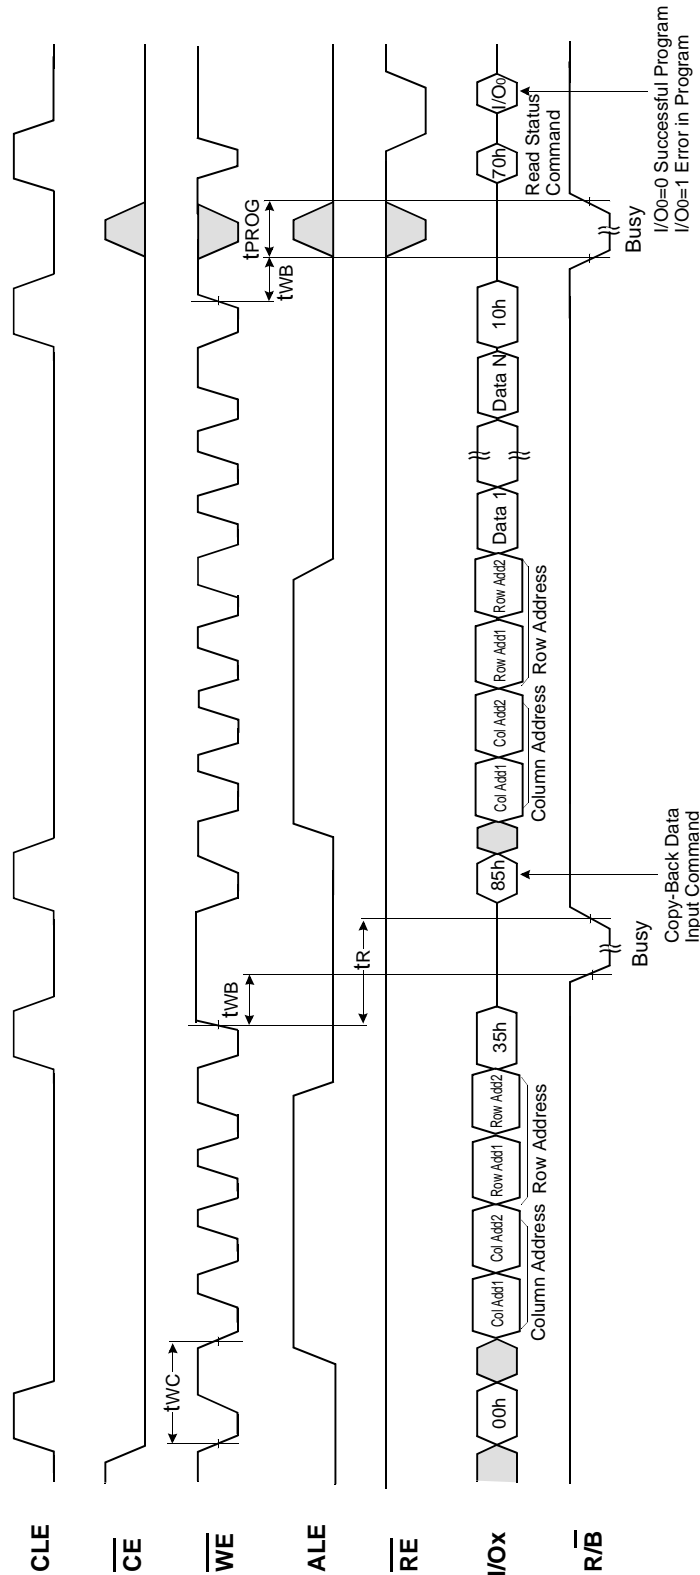 CLE
CE
tWC
WE
tWB
tWB
tPROG
ALE
tR
RE
I/Ox
00h
Col Add1
Col Add2
Row Add1
Row Add2
35h
85h
Col Add1
Col Add2
Row Add1
Row Add2
Data 1
Data N
10h
70h
I/O0
Column Address
Row Address
Column Address
Row Address
Read Status
Command
R/B
Busy
Busy
Copy-Back Data
Input Command
I/O0=0 Successful Program
I/O0=1 Error in Program